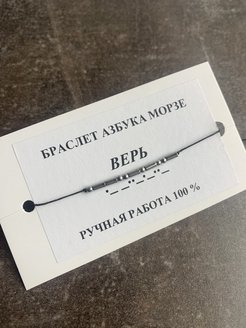 БРАСЛЕТ АЗБУКА МОРЗЕ
ВЕРЬ
РУЧНАЯ РАБОТА 100 %